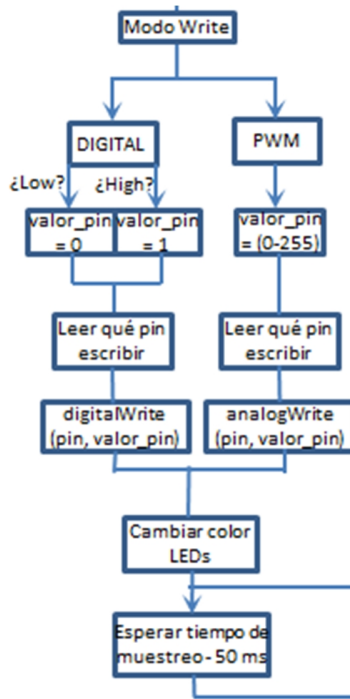 Modo Write
DIGITAL
PWM
¿Low?
¿High?
valor_pin
= 0
valor_pin
= 1
valor_pin
= (0-255)
Leer qué pin
escribir
Leer qué pin
escribir
digitalWrite
(pin, valor_pin)
analogWrite
(pin, valor_pin)
Cambiar color
LEDs
Esperar tiempo de
muestreo - 50 ms